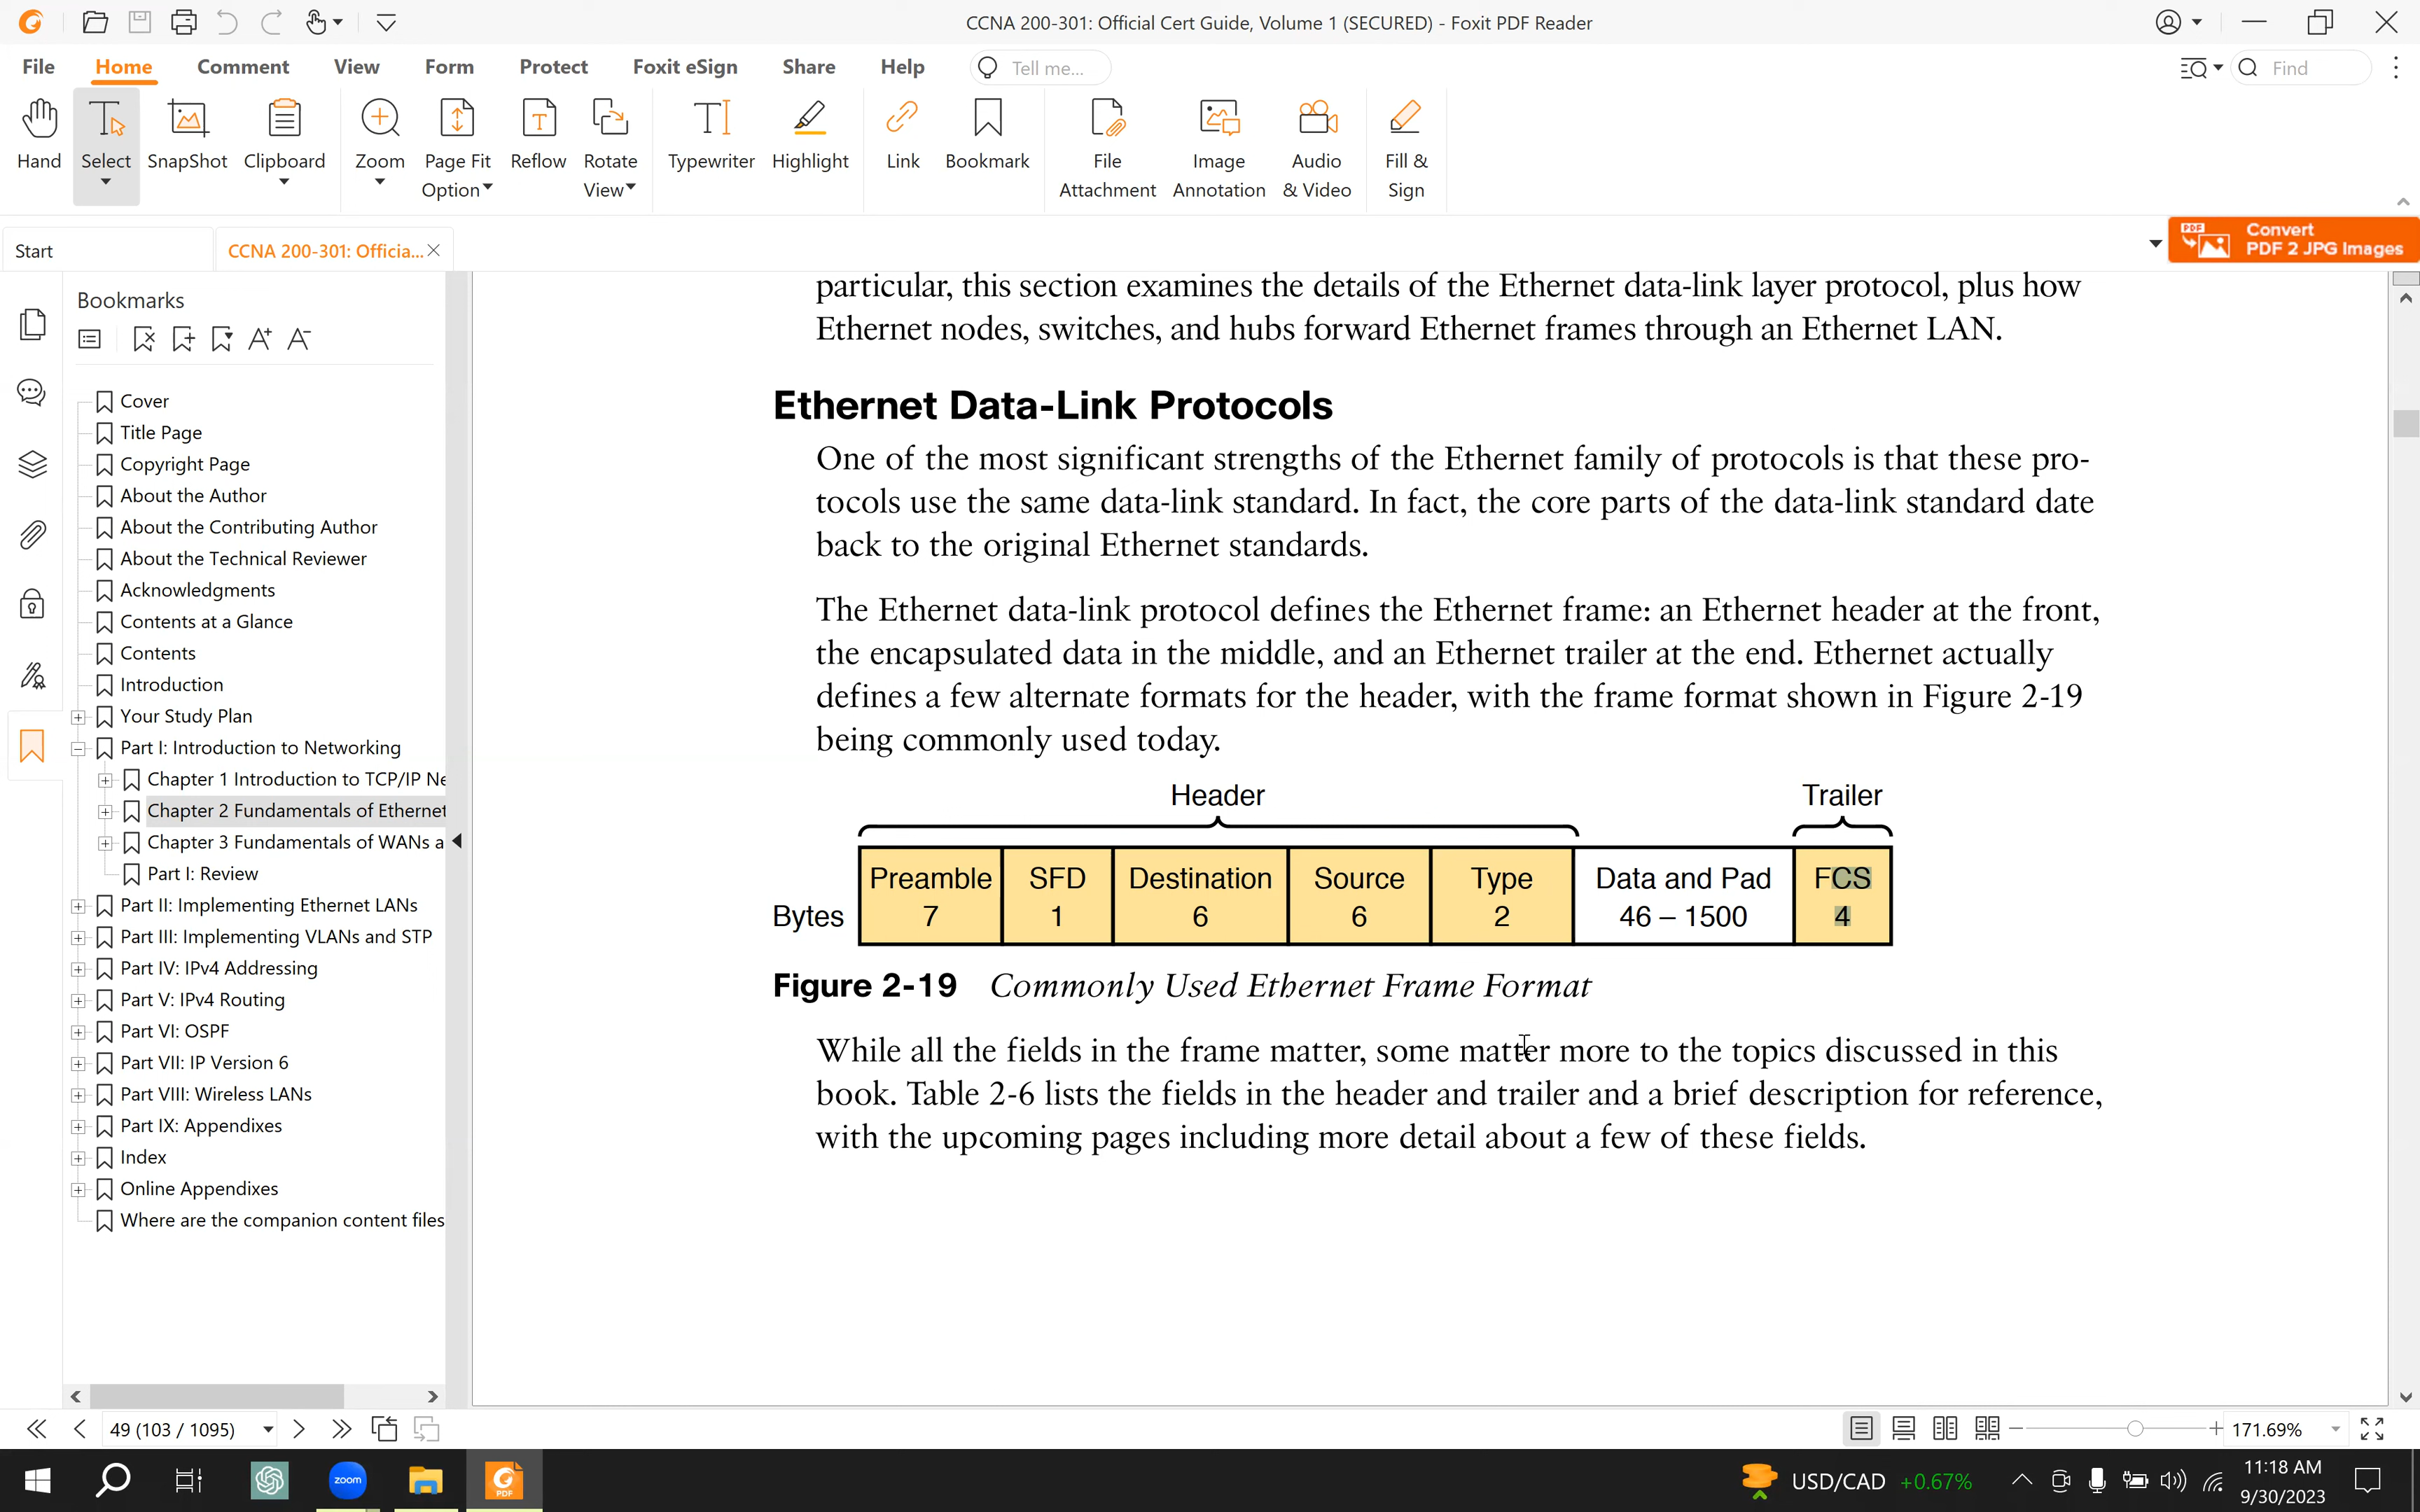 CCNA 200-301: Official Cert Guide, Volume 1 (SECURED) - Foxit PDF Reader
File Home Comment View Form Protect Foxit eSign Share Help Tell me... Find
Hand Select SnapShot Clipboard Zoom Page Fit Option Reflow Rotate View Typewriter Highlight Link Bookmark File Attachment Image Annotation Audio & Video Fill & Sign
Start CCNA 200-301: Officia...
PDF Convert
PDF 2 JPG Images
Bookmarks
Cover
Title Page
Copyright Page
About the Author
About the Contributing Author
About the Technical Reviewer
Acknowledgments
Contents at a Glance
Contents
Introduction
Your Study Plan
Part I: Introduction to Networking
Chapter 1 Introduction to TCP/IP Ne
Chapter 2 Fundamentals of Ethernet
Chapter 3 Fundamentals of WANs a
Part I: Review
Part II: Implementing Ethernet LANs
Part III: Implementing VLANs and STP
Part IV: IPv4 Addressing
Part V: IPv4 Routing
Part VI: OSPF
Part VII: IP Version 6
Part VIII: Wireless LANs
Part IX: Appendixes
Index
Online Appendixes
Where are the companion content files
particular, this section examines the details of the Ethernet data-link layer protocol, plus how
Ethernet nodes, switches, and hubs forward Ethernet frames through an Ethernet LAN.
Ethernet Data-Link Protocols
One of the most significant strengths of the Ethernet family of protocols is that these pro-
tocols use the same data-link standard. In fact, the core parts of the data-link standard date
back to the original Ethernet standards.
The Ethernet data-link protocol defines the Ethernet frame: an Ethernet header at the front,
the encapsulated data in the middle, and an Ethernet trailer at the end. Ethernet actually
defines a few alternate formats for the header, with the frame format shown in Figure 2-19
being commonly used today.
Header Trailer
Preamble SFD Destination Source Type Data and Pad FCS
Bytes 7 1 6 6 2 46 – 1500 4
Figure 2-19 Commonly Used Ethernet Frame Format
While all the fields in the frame matter, some matter more to the topics discussed in this
book. Table 2-6 lists the fields in the header and trailer and a brief description for reference,
with the upcoming pages including more detail about a few of these fields.
49 (103 / 1095) 171.69%
zoom PDF USD/CAD +0.67% 11:18 AM
9/30/2023